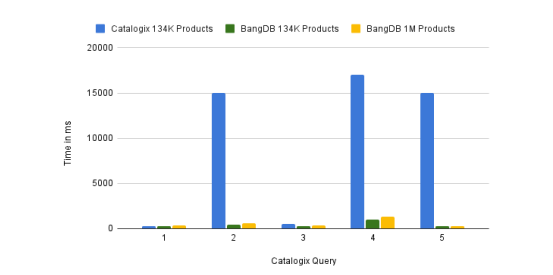 Catalogix 134K Products BangDB 134K Products BangDB 1M Products
20000
15000
10000
5000
0
Time in ms
1 2 3 4 5
Catalogix Query